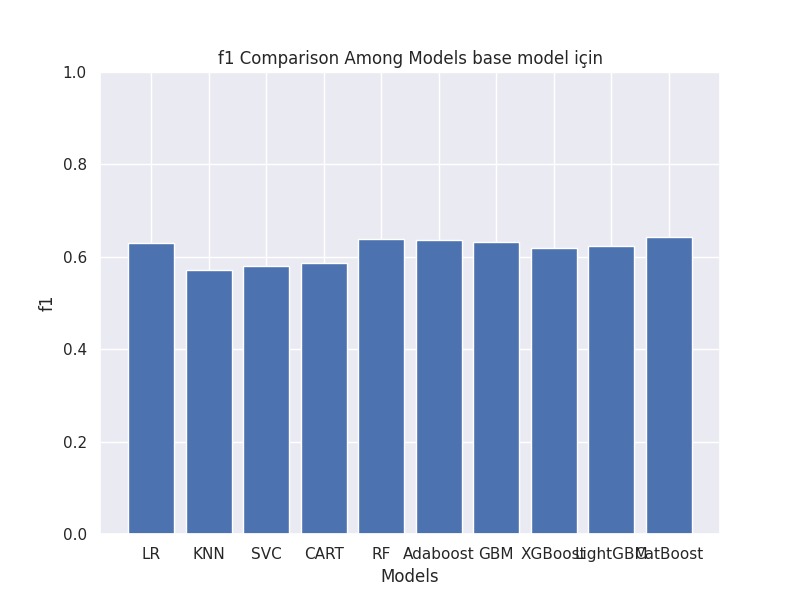 f1 Comparison Among Models base model için
1.0
0.8
0.6
0.4
0.2
0.0
f1
LR KNN SVC CART RF Adaboost GBM XGBoost LightGBM CatBoost
Models